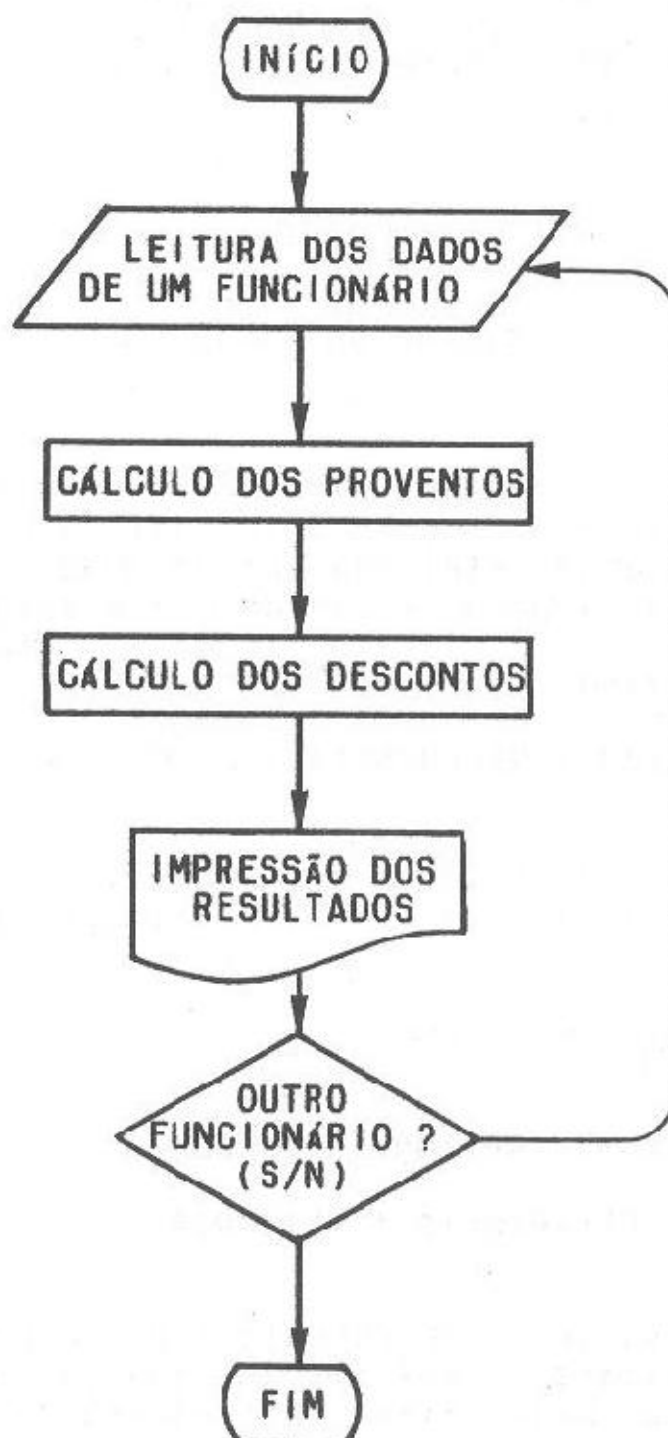 INÍCIO
LEITURA DOS DADOS
DE UM FUNCIONÁRIO
CÁLCULO DOS PROVENTOS
CÁLCULO DOS DESCONTOS
IMPRESSÃO DOS
RESULTADOS
OUTRO
FUNCIONÁRIO ?
(S/N)
FIM